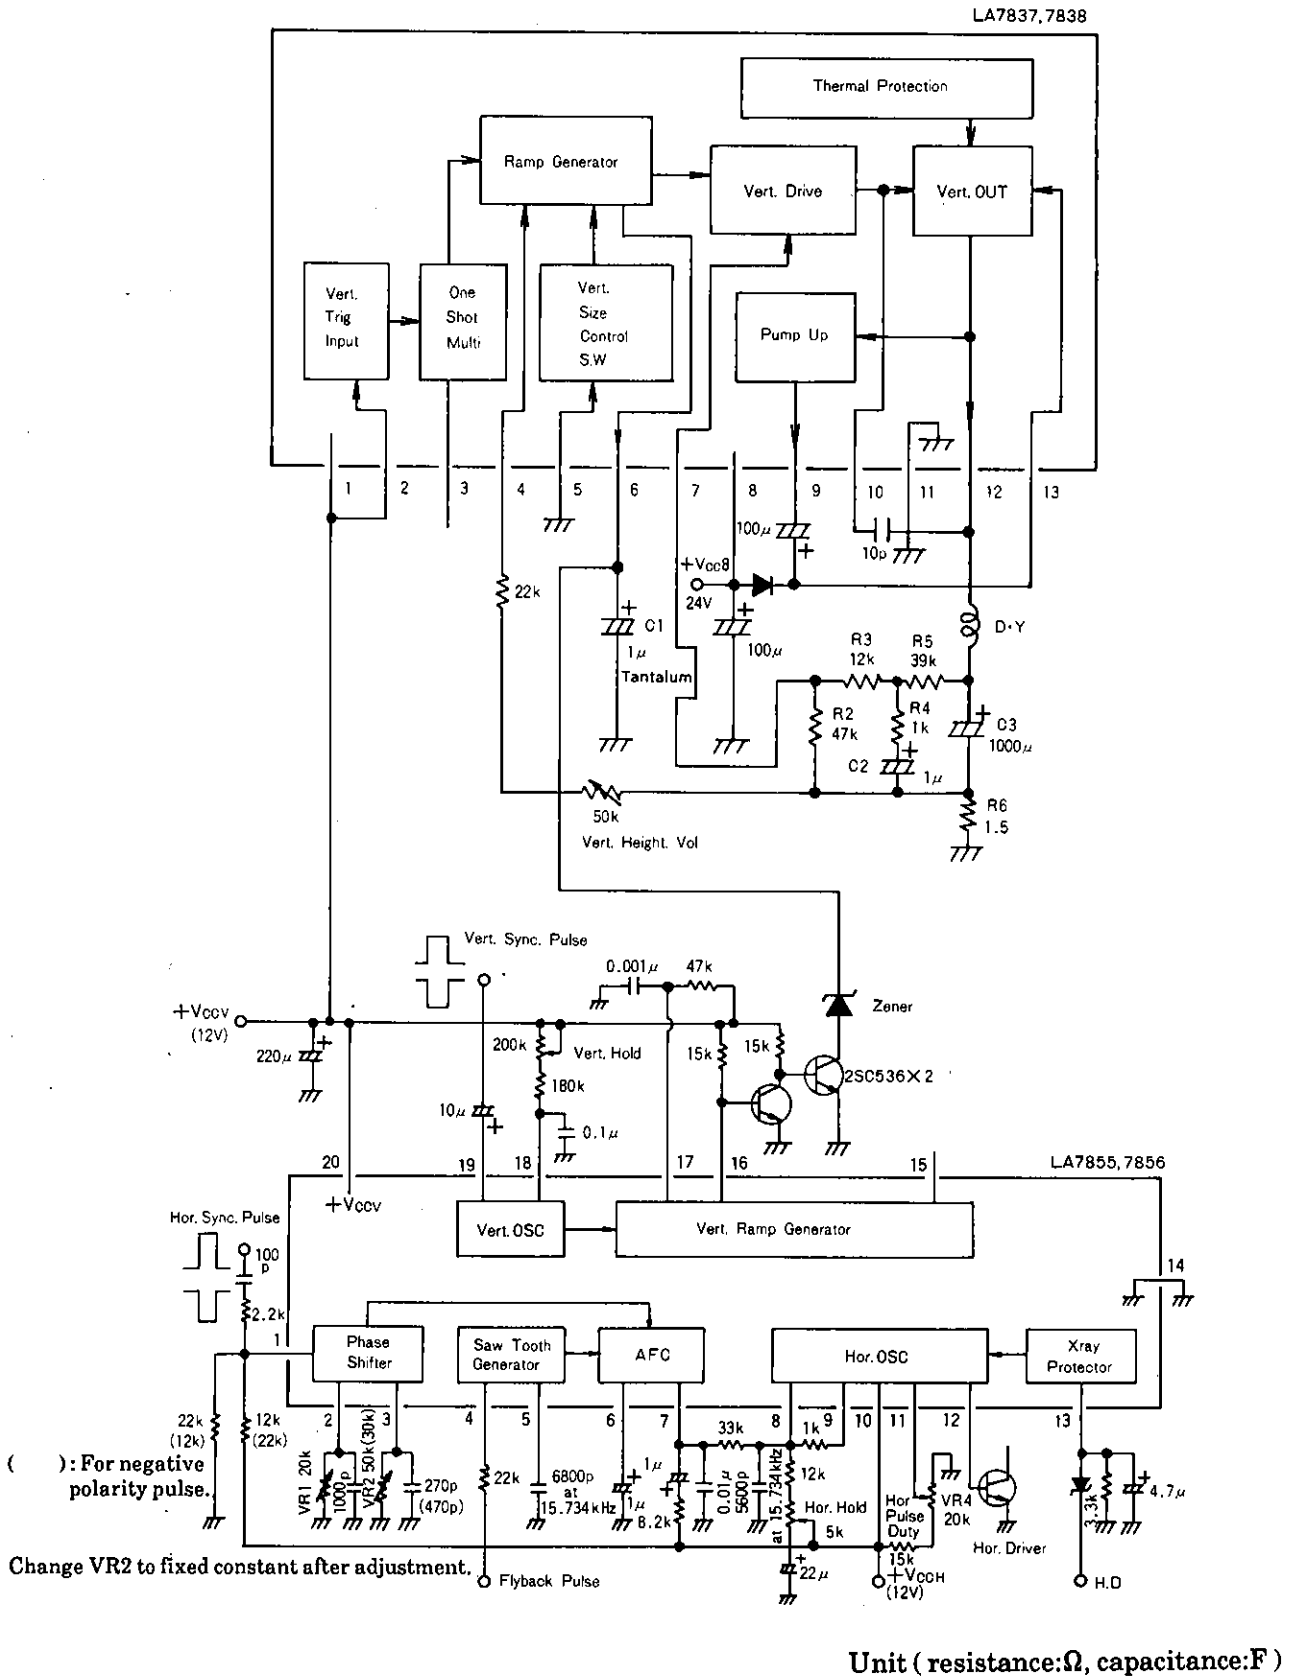 LA7837,7838
Thermal Protection
Ramp Generator
Vert. Drive
Vert. OUT
Vert.
Trig
Input
One
Shot
Multi
Vert.
Size
Control
S.W
Pump Up
1
2
3
4
5
6
7
8
9
10
11
12
13
100μ
+
10p
+Vcc8
24V
22k
+
C1
1μ
Tantalum
+
100μ
D·Y
R3
12k
R5
39k
R2
47k
R4
1k
+
C3
1000μ
C2
+
1μ
50k
Vert. Height. Vol
R6
1.5
Vert. Sync. Pulse
0.001μ
47k
Zener
+VCCV
(12V)
220μ
+
200k
Vert. Hold
180k
15k
15k
2SC536×2
10μ
+
0.1μ
20
19
18
17
16
15
LA7855,7856
+VCCV
Vert. OSC
Vert. Ramp Generator
Hor. Sync. Pulse
100
p
2.2k
14
1
Phase
Shifter
Saw Tooth
Generator
AFC
Hor. OSC
Xray
Protector
2
3
4
5
6
7
8
9
10
11
12
13
22k
(12k)
12k
(22k)
( ): For negative
polarity pulse.
VR1 20k
1000p
VR2 50k(30k)
270p
(470p)
22k
6800p
at
15.734kHz
+
1μ
1μ
+
8.2k
33k
0.01μ
5600p
at 15.734kHz
1k
12k
Hor. Hold
5k
+
22μ
Hor
Pulse
Duty
15k
VR4
20k
+VCCH
(12V)
Hor. Driver
3.3k
+
4.7μ
H.D
Change VR2 to fixed constant after adjustment.
Flyback Pulse
Unit ( resistance:Ω, capacitance:F )